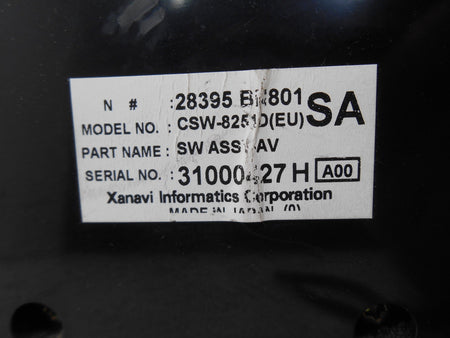 N # : 28395 801 SA
MODEL NO. : CSW-8251D(EU)
PART NAME : SW ASSY-AV
SERIAL NO. : 31000427 H A00
Xanavi Informatics Corporation
MADE IN JAPAN (0)